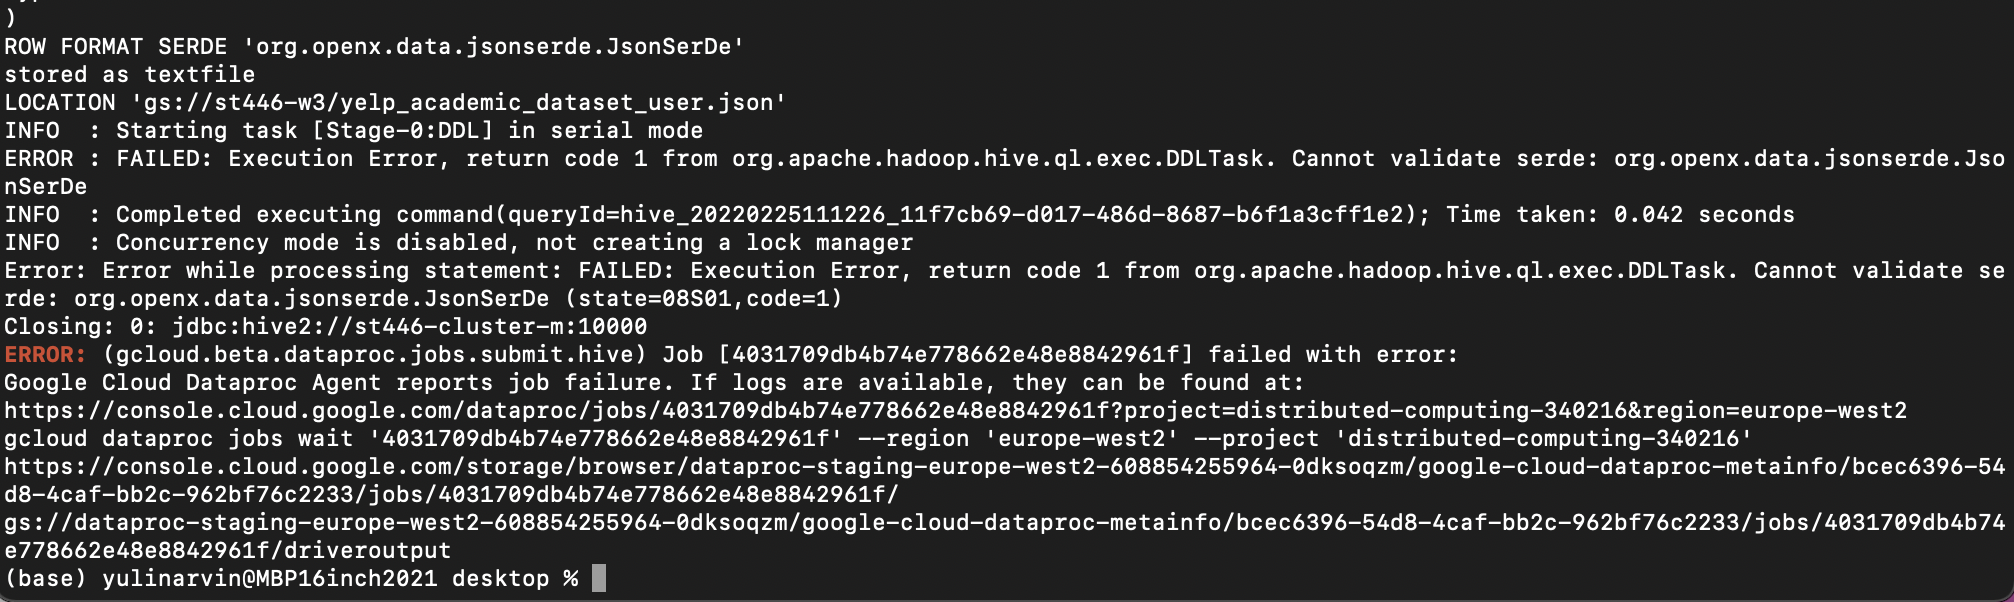 )
ROW FORMAT SERDE 'org.openx.data.jsonserde.JsonSerDe'
stored as textfile
LOCATION 'gs://st446-w3/yelp_academic_dataset_user.json'
INFO  : Starting task [Stage-0:DDL] in serial mode
ERROR : FAILED: Execution Error, return code 1 from org.apache.hadoop.hive.ql.exec.DDLTask. Cannot validate serde: org.openx.data.jsonserde.Jso
nSerDe
INFO  : Completed executing command(queryId=hive_20220225111226_11f7cb69-d017-486d-8687-b6f1a3cff1e2); Time taken: 0.042 seconds
INFO  : Concurrency mode is disabled, not creating a lock manager
Error: Error while processing statement: FAILED: Execution Error, return code 1 from org.apache.hadoop.hive.ql.exec.DDLTask. Cannot validate se
rde: org.openx.data.jsonserde.JsonSerDe (state=08S01,code=1)
Closing: 0: jdbc:hive2://st446-cluster-m:10000
ERROR: (gcloud.beta.dataproc.jobs.submit.hive) Job [4031709db4b74e778662e48e8842961f] failed with error:
Google Cloud Dataproc Agent reports job failure. If logs are available, they can be found at:
https://console.cloud.google.com/dataproc/jobs/4031709db4b74e778662e48e8842961f?project=distributed-computing-340216&region=europe-west2
gcloud dataproc jobs wait '4031709db4b74e778662e48e8842961f' --region 'europe-west2' --project 'distributed-computing-340216'
https://console.cloud.google.com/storage/browser/dataproc-staging-europe-west2-608854255964-0dksoqzm/google-cloud-dataproc-metainfo/bcec6396-54
d8-4caf-bb2c-962bf76c2233/jobs/4031709db4b74e778662e48e8842961f/
gs://dataproc-staging-europe-west2-608854255964-0dksoqzm/google-cloud-dataproc-metainfo/bcec6396-54d8-4caf-bb2c-962bf76c2233/jobs/4031709db4b74
e778662e48e8842961f/driveroutput
(base) yulinarvin@MBP16inch2021 desktop %